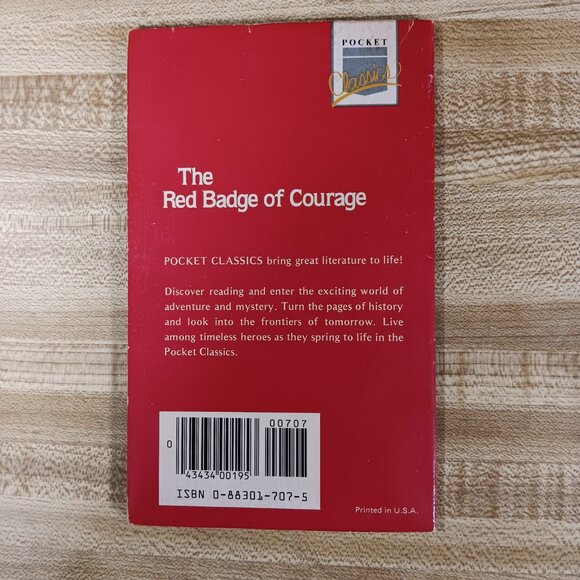 POCKET
Classics
The
Red Badge of Courage
POCKET CLASSICS bring great literature to life!
Discover reading and enter the exciting world of
adventure and mystery. Turn the pages of history
and look into the frontiers of tomorrow. Live
among timeless heroes as they spring to life in the
Pocket Classics.
00707
0
43434 00195
ISBN 0-88301-707-5
Printed in U.S.A.